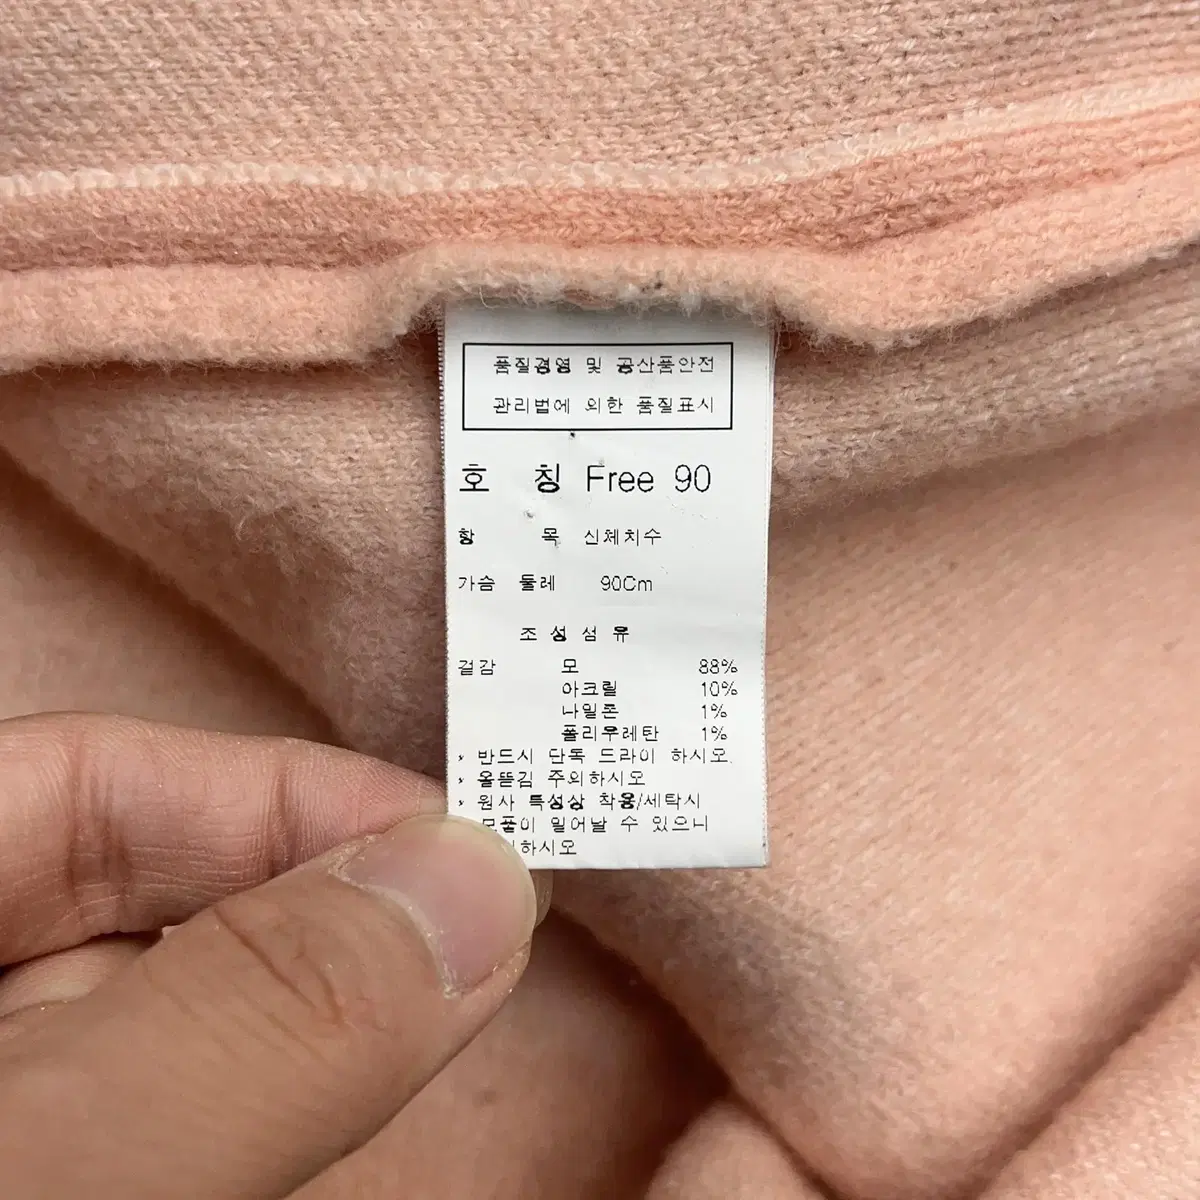 품질경영 및 공산품안전
관리법에 의한 품질표시
호 칭 Free 90
항 목 신체치수
가슴 둘레 90Cm
조 성 섬 유
겉감 모 88%
아크릴 10%
나일론 1%
폴리우레탄 1%
* 반드시 단독 드라이 하시오.
* 올뜯김 주의하시오
* 원사 특성상 착용/세탁시
모풀이 일어날 수 있으니
하시오